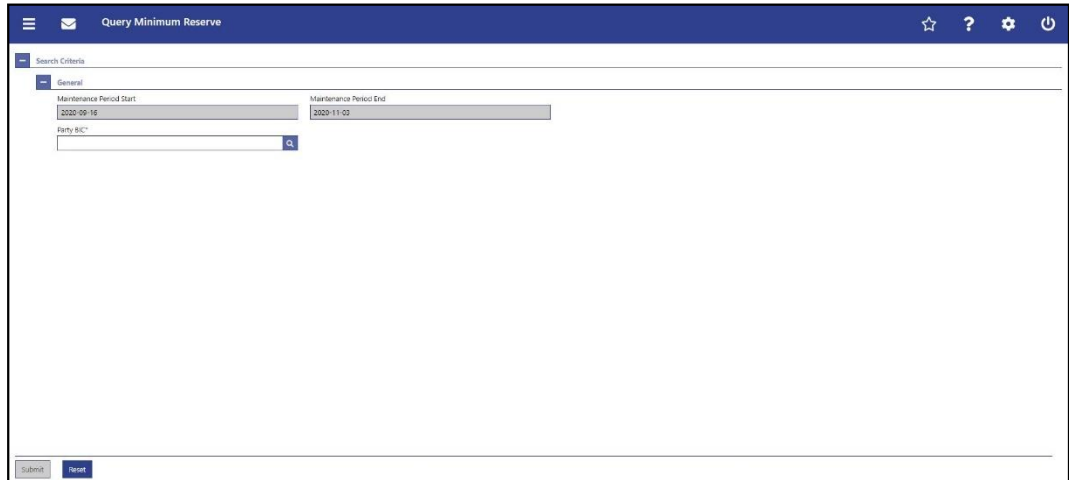 Query Minimum Reserve
Search Criteria
General
Maintenance Period Start Maintenance Period End
2020-09-16 2020-11-03
Party BIC*
Submit Reset